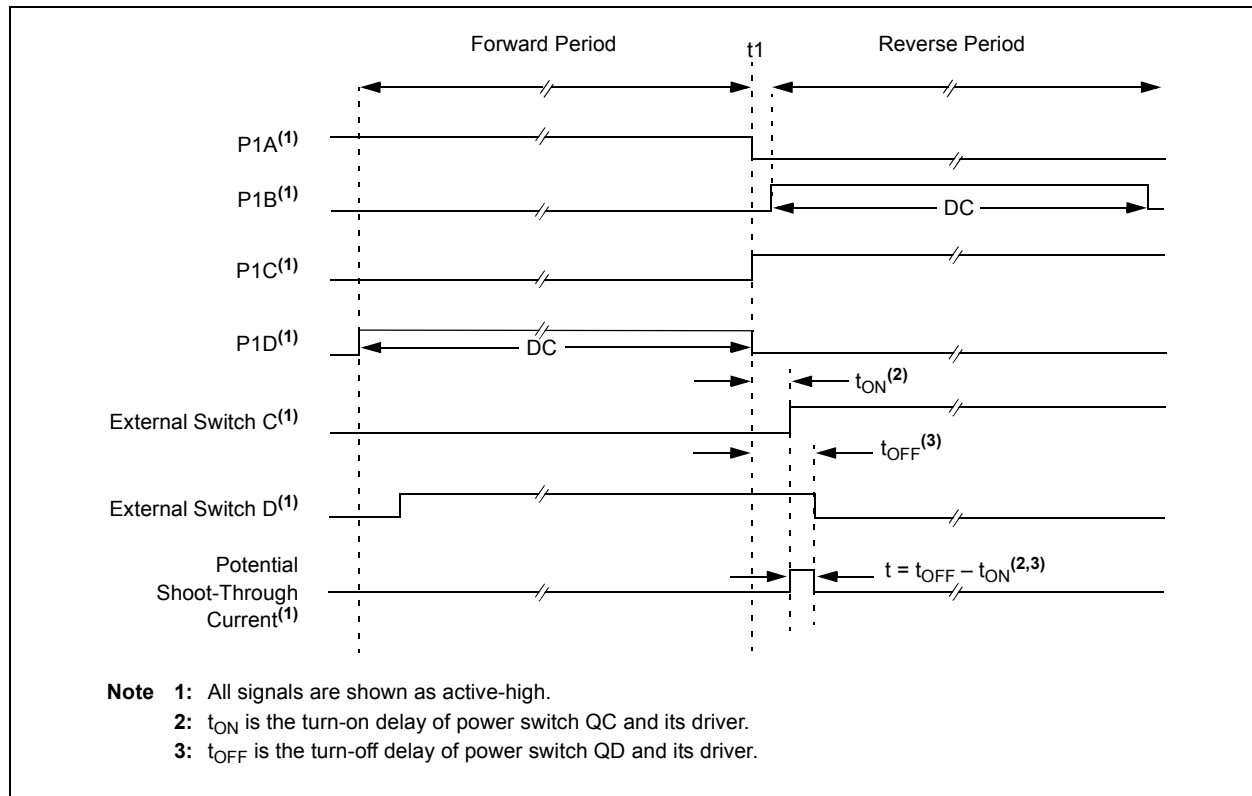 Forward Period
t1
Reverse Period
P1A(1)
P1B(1)
DC
P1C(1)
P1D(1)
DC
tON(2)
External Switch C(1)
tOFF(3)
External Switch D(1)
Potential
Shoot-Through
Current(1)
t = tOFF – tON(2,3)
Note 1: All signals are shown as active-high.
2: tON is the turn-on delay of power switch QC and its driver.
3: tOFF is the turn-off delay of power switch QD and its driver.